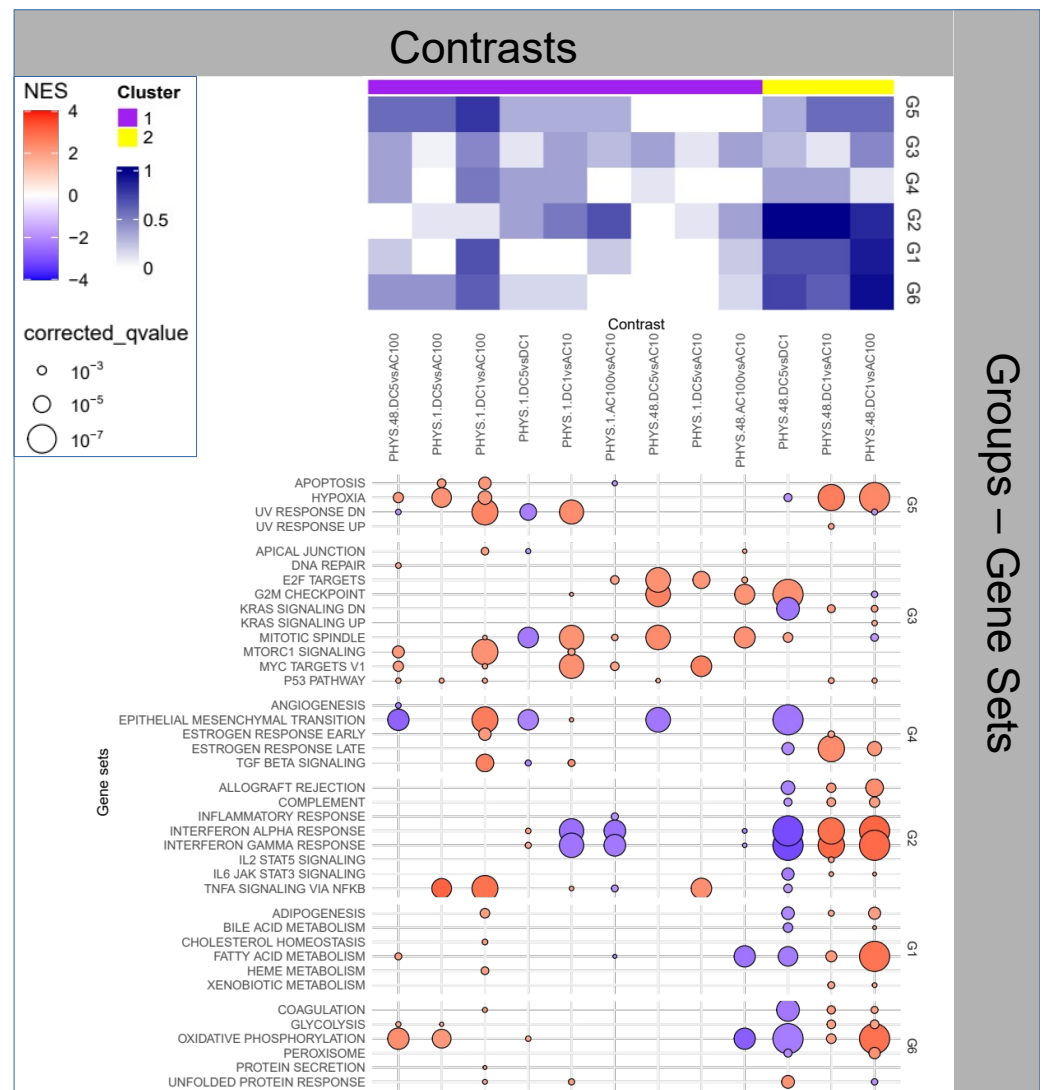 Contrasts
NES
4
2
0
−2
−4
Cluster
1
2
1
0.5
0
corrected_qvalue
10−3
10−5
10−7
G5
G3
G4
G2
G1
G6
Contrast
PHYS.48.DC5vsAC100
PHYS.1.DC5vsAC100
PHYS.1.DC1vsAC100
PHYS.1.DC5vsDC1
PHYS.1.DC1vsAC10
PHYS.1.AC100vsAC10
PHYS.48.DC5vsAC10
PHYS.1.DC5vsAC10
PHYS.48.AC100vsAC10
PHYS.48.DC5vsDC1
PHYS.48.DC1vsAC10
PHYS.48.DC1vsAC100
Groups – Gene Sets
Gene sets
APOPTOSIS
HYPOXIA
UV RESPONSE DN
UV RESPONSE UP
G5
APICAL JUNCTION
DNA REPAIR
E2F TARGETS
G2M CHECKPOINT
KRAS SIGNALING DN
KRAS SIGNALING UP
MITOTIC SPINDLE
MTORC1 SIGNALING
MYC TARGETS V1
P53 PATHWAY
G3
ANGIOGENESIS
EPITHELIAL MESENCHYMAL TRANSITION
ESTROGEN RESPONSE EARLY
ESTROGEN RESPONSE LATE
TGF BETA SIGNALING
G4
ALLOGRAFT REJECTION
COMPLEMENT
INFLAMMATORY RESPONSE
INTERFERON ALPHA RESPONSE
INTERFERON GAMMA RESPONSE
IL2 STAT5 SIGNALING
IL6 JAK STAT3 SIGNALING
TNFA SIGNALING VIA NFKB
G2
ADIPOGENESIS
BILE ACID METABOLISM
CHOLESTEROL HOMEOSTASIS
FATTY ACID METABOLISM
HEME METABOLISM
XENOBIOTIC METABOLISM
G1
COAGULATION
GLYCOLYSIS
OXIDATIVE PHOSPHORYLATION
PEROXISOME
PROTEIN SECRETION
UNFOLDED PROTEIN RESPONSE
G6